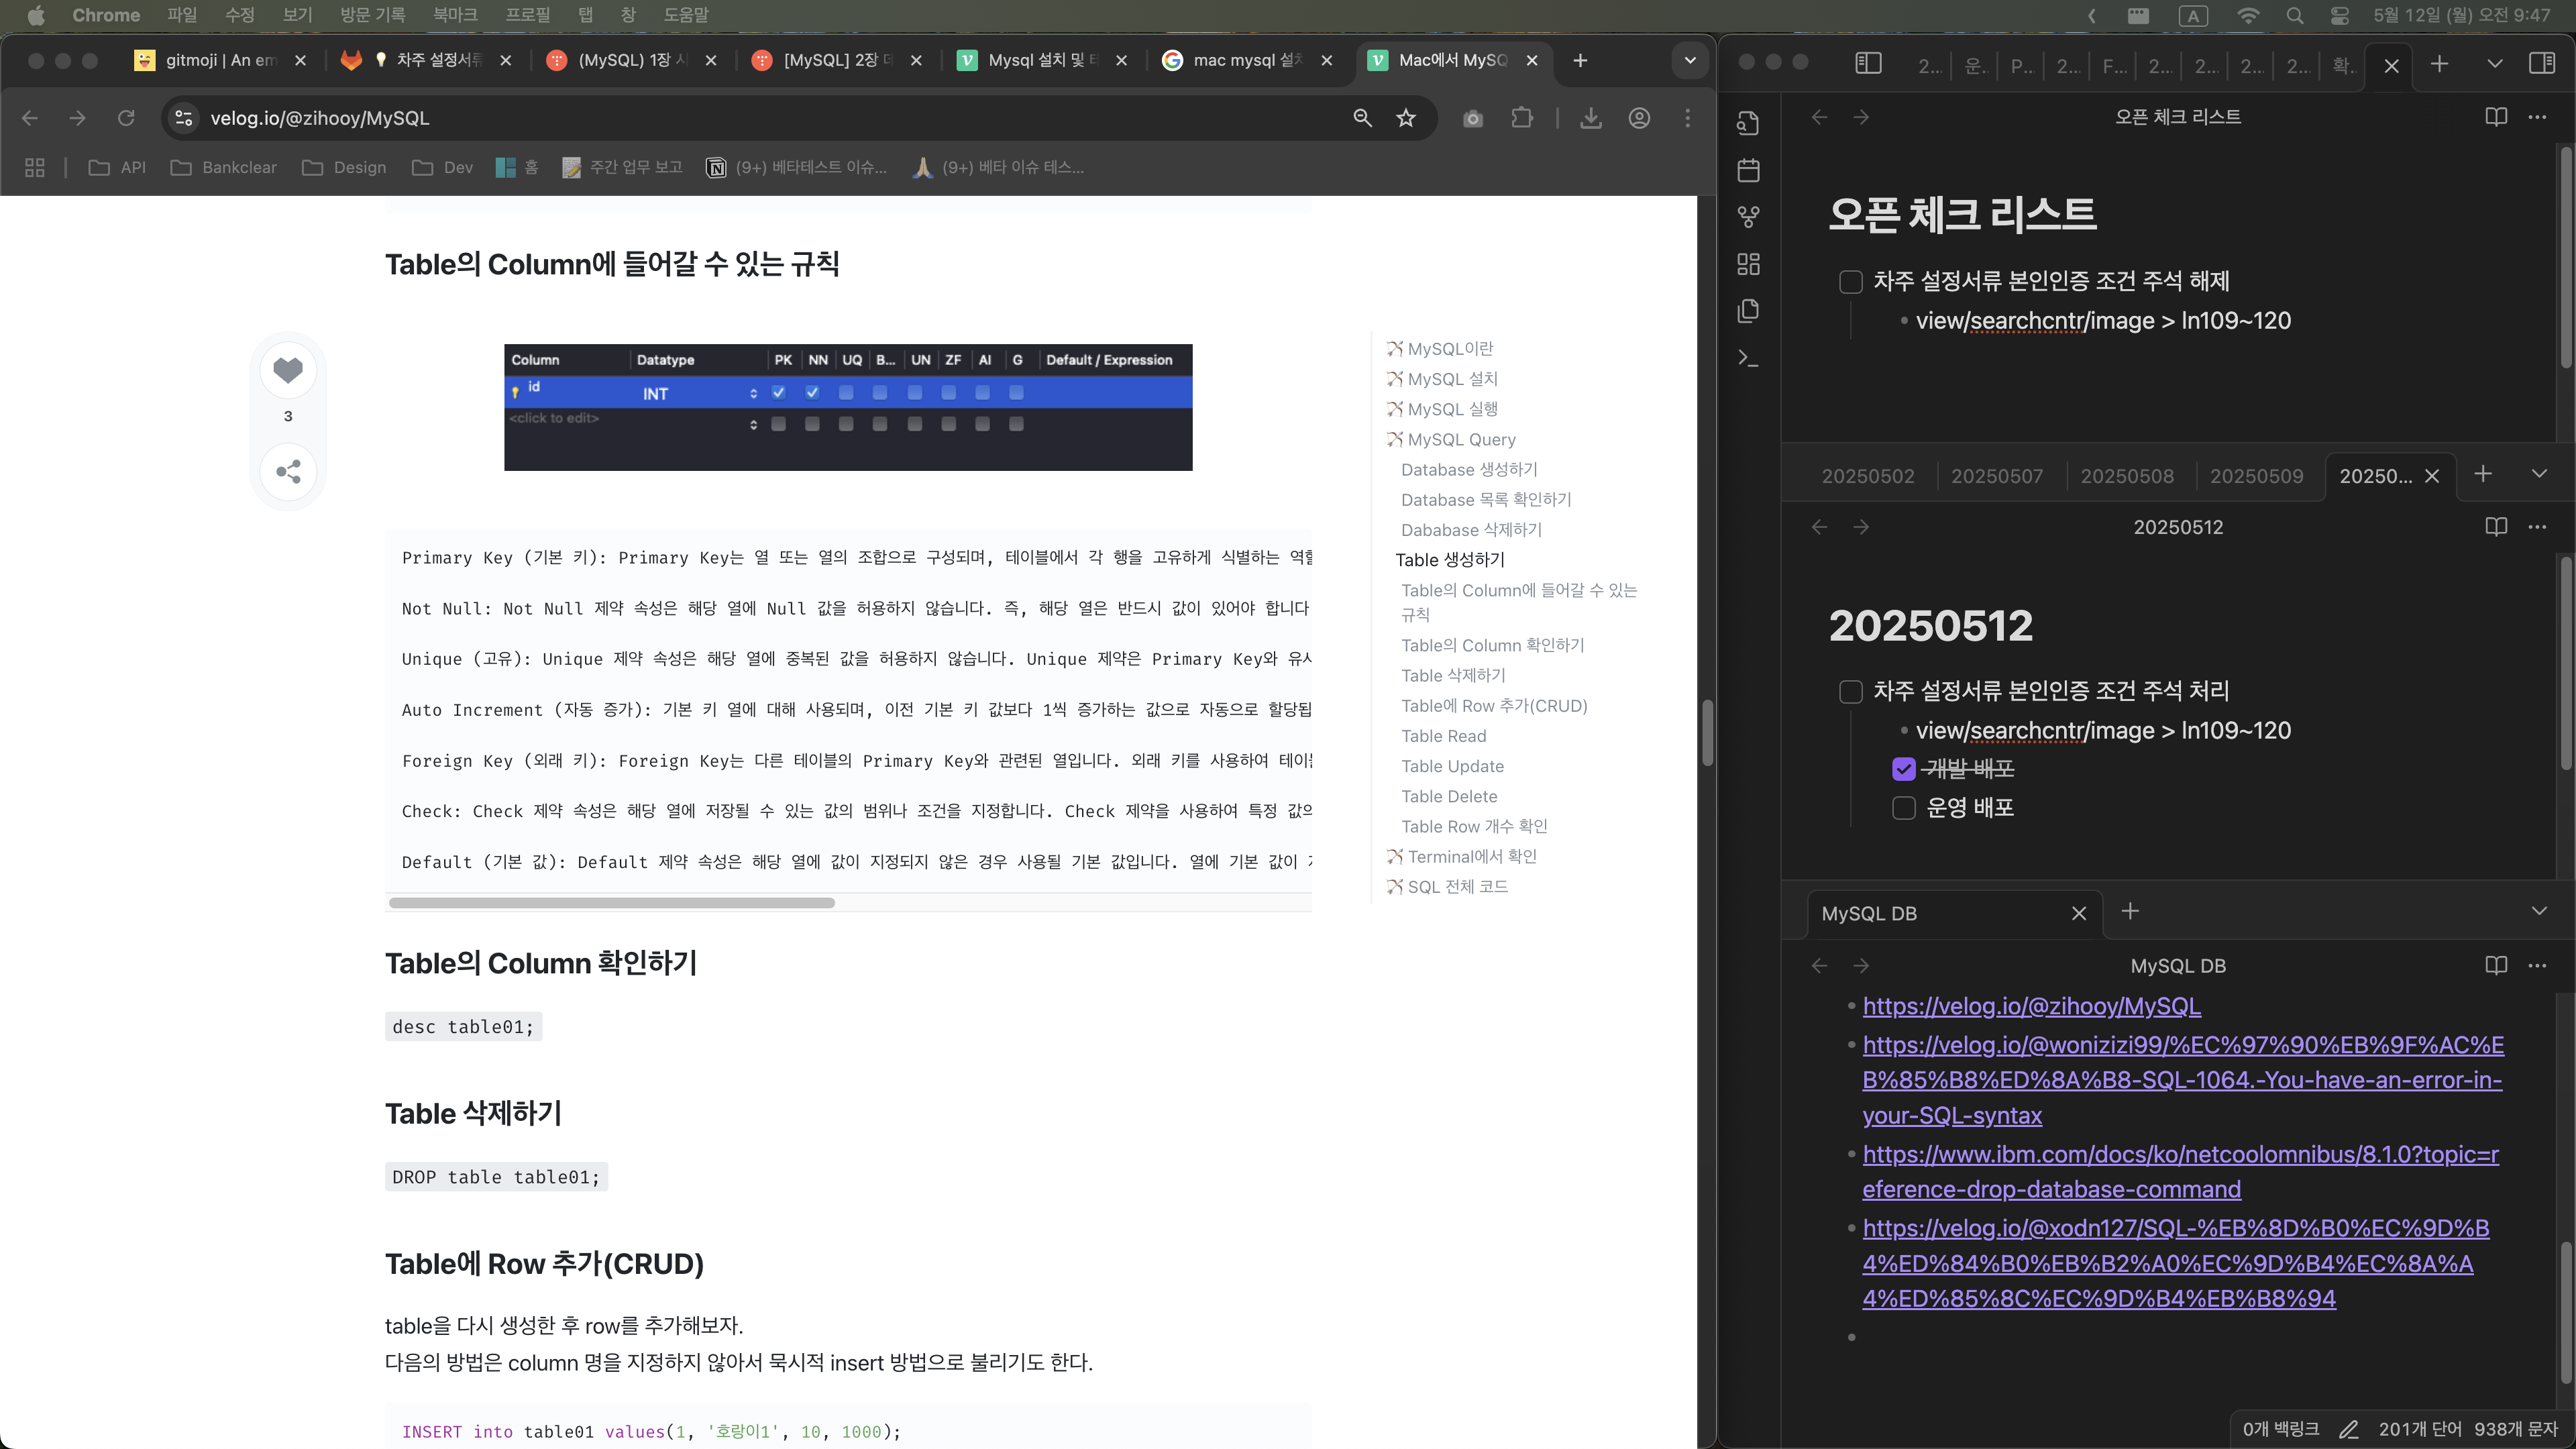 Chrome 파일 수정 보기 방문 기록 북마크 프로필 탭 창 도움말
A 5월 12일 (월) 오전 9:47
gitmoji | An em
차주 설정서류
(MySQL) 1장 시
[MySQL] 2장 데
Mysql 설치 및 테
mac mysql 설치
Mac에서 MySQ
velog.io/@zihooy/MySQL
API
Bankclear
Design
Dev
홈
주간 업무 보고
(9+) 베타테스트 이슈...
(9+) 베타 이슈 테스...
Table의 Column에 들어갈 수 있는 규칙
3
Column Datatype PK NN UQ B... UN ZF AI G Default / Expression
id INT
<click to edit>
Primary Key (기본 키): Primary Key는 열 또는 열의 조합으로 구성되며, 테이블에서 각 행을 고유하게 식별하는 역할
Not Null: Not Null 제약 속성은 해당 열에 Null 값을 허용하지 않습니다. 즉, 해당 열은 반드시 값이 있어야 합니다
Unique (고유): Unique 제약 속성은 해당 열에 중복된 값을 허용하지 않습니다. Unique 제약은 Primary Key와 유사
Auto Increment (자동 증가): 기본 키 열에 대해 사용되며, 이전 기본 키 값보다 1씩 증가하는 값으로 자동으로 할당됩
Foreign Key (외래 키): Foreign Key는 다른 테이블의 Primary Key와 관련된 열입니다. 외래 키를 사용하여 테이블
Check: Check 제약 속성은 해당 열에 저장될 수 있는 값의 범위나 조건을 지정합니다. Check 제약을 사용하여 특정 값의
Default (기본 값): Default 제약 속성은 해당 열에 값이 지정되지 않은 경우 사용될 기본 값입니다. 열에 기본 값이
Table의 Column 확인하기
desc table01;
Table 삭제하기
DROP table table01;
Table에 Row 추가(CRUD)
table을 다시 생성한 후 row를 추가해보자.
다음의 방법은 column 명을 지정하지 않아서 묵시적 insert 방법으로 불리기도 한다.
INSERT into table01 values(1, '호랑이1', 10, 1000);
MySQL이란
MySQL 설치
MySQL 실행
MySQL Query
Database 생성하기
Database 목록 확인하기
Dababase 삭제하기
Table 생성하기
Table의 Column에 들어갈 수 있는
규칙
Table의 Column 확인하기
Table 삭제하기
Table에 Row 추가(CRUD)
Table Read
Table Update
Table Delete
Table Row 개수 확인
Terminal에서 확인
SQL 전체 코드
2... 운. P... 2... F... 2... 2... 2... 2... 확.
오픈 체크 리스트
오픈 체크 리스트
차주 설정서류 본인인증 조건 주석 해제
view/searchcntr/image > ln109~120
20250502 20250507 20250508 20250509 20250...
20250512
20250512
차주 설정서류 본인인증 조건 주석 처리
view/searchcntr/image > ln109~120
개발 배포
운영 배포
MySQL DB
MySQL DB
https://velog.io/@zihooy/MySQL
https://velog.io/@wonizizi99/%EC%97%90%EB%9F%AC%E
B%85%B8%ED%8A%B8-SQL-1064.-You-have-an-error-in-
your-SQL-syntax
https://www.ibm.com/docs/ko/netcoolomnibus/8.1.0?topic=r
eference-drop-database-command
https://velog.io/@xodn127/SQL-%EB%8D%B0%EC%9D%B
4%ED%84%B0%EB%B2%A0%EC%9D%B4%EC%8A%A
4%ED%85%8C%EC%9D%B4%EB%B8%94
0개 백링크 201개 단어 938개 문자